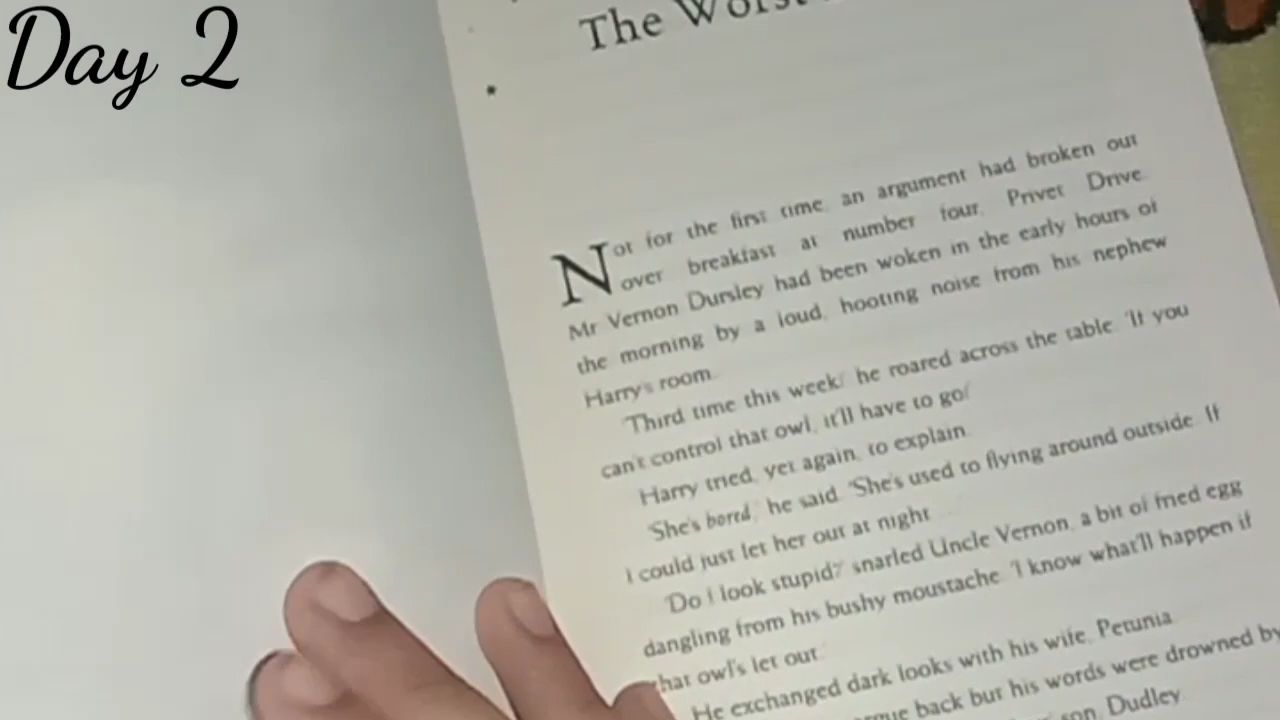 Day 2
The Worst
Not for the first time, an argument had broken out
over breakfast at number four, Privet Drive.
Mr Vernon Dursley had been woken in the early hours of
the morning by a loud, hooting noise from his nephew
Harry's room.
'Third time this week!' he roared across the table. 'If you
can't control that owl, it'll have to go!'
Harry tried, yet again, to explain.
'She's bored,' he said. 'She's used to flying around outside. If
I could just let her out at night
'Do I look stupid?' snarled Uncle Vernon, a bit of fried egg
dangling from his bushy moustache. 'I know what'll happen if
that owl's let out.'
He exchanged dark looks with his wife, Petunia.
back but his words were drowned by
son, Dudley.